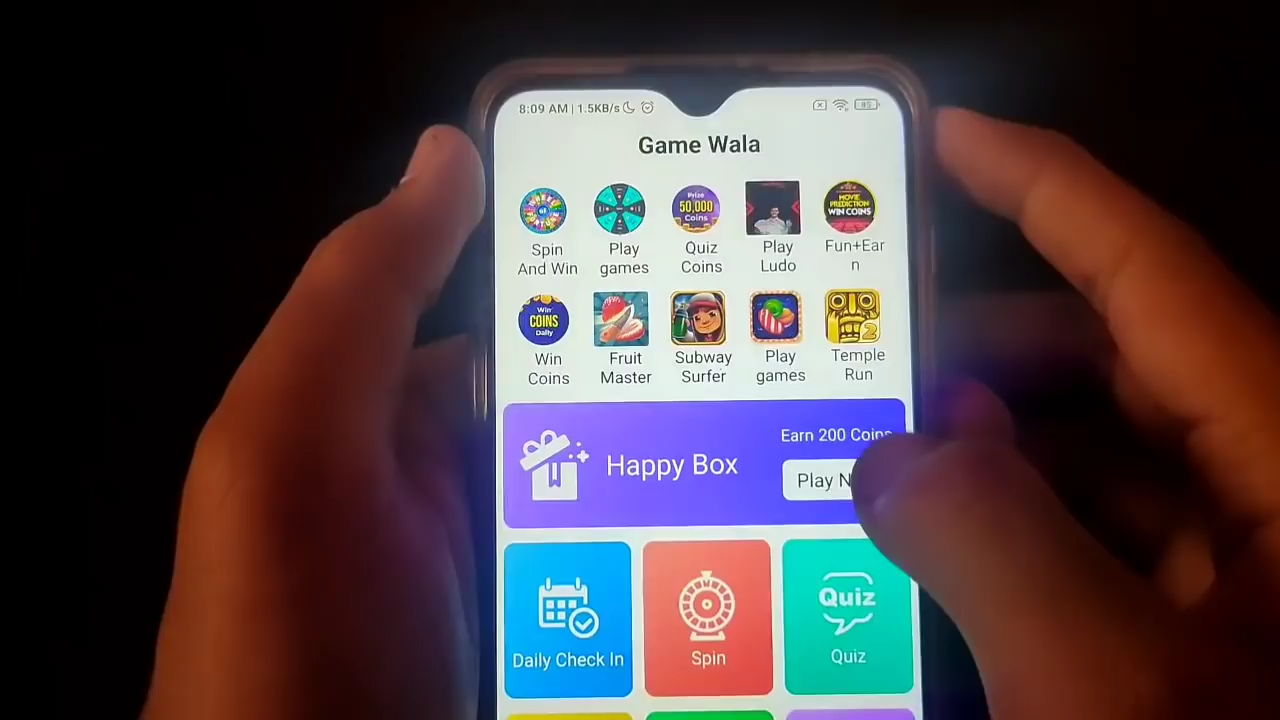 8:09 AM | 1.5KB/s
85
Game Wala
Prize
50,000
Coins
MOVIE
PREDICTION
WIN COINS
Spin
And Win
Play
games
Quiz
Coins
Play
Ludo
Fun+Ear
n
Win
COINS
Daily
2
Win
Coins
Fruit
Master
Subway
Surfer
Play
games
Temple
Run
Happy Box
Earn 200 Coins
Play N
Quiz
Daily Check In
Spin
Quiz